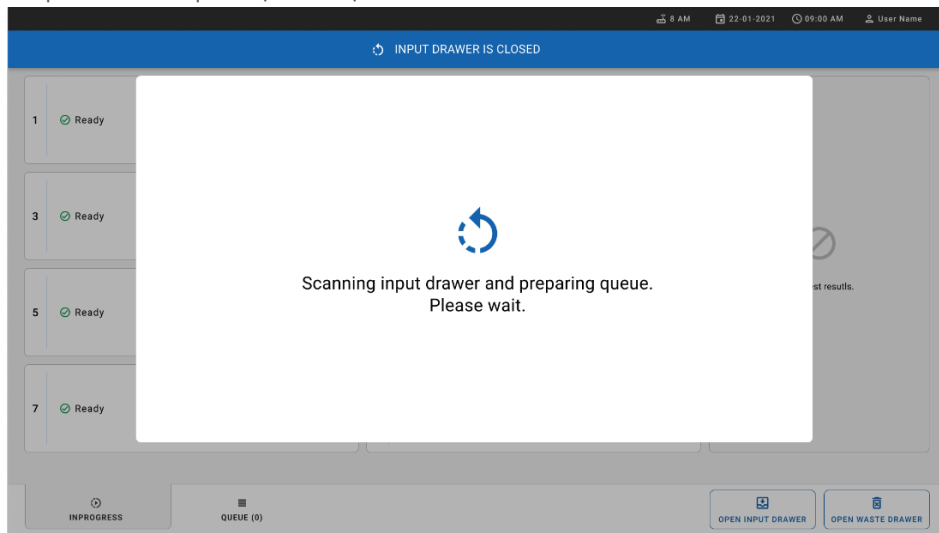 8 AM 22-01-2021 09:00 AM User Name
INPUT DRAWER IS CLOSED
1 Ready
3 Ready
Scanning input drawer and preparing queue.
Please wait.
st resutls.
5 Ready
7 Ready
INPROGRESS
QUEUE (0)
OPEN INPUT DRAWER
OPEN WASTE DRAWER